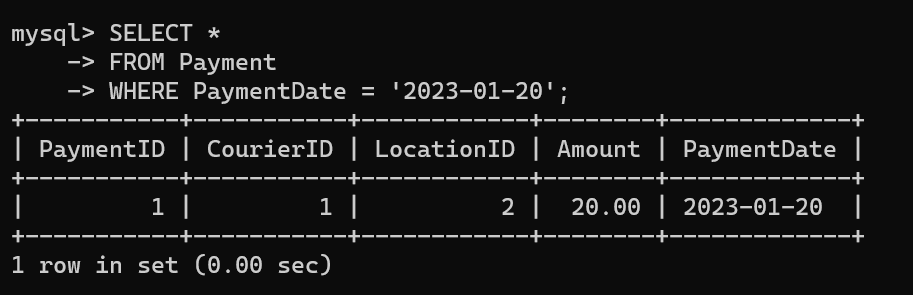 mysql> SELECT *
    -> FROM Payment
    -> WHERE PaymentDate = '2023-01-20';
+-----------+-----------+------------+--------+-------------+
| PaymentID | CourierID | LocationID | Amount | PaymentDate |
+-----------+-----------+------------+--------+-------------+
|         1 |         1 |          2 |  20.00 | 2023-01-20  |
+-----------+-----------+------------+--------+-------------+
1 row in set (0.00 sec)